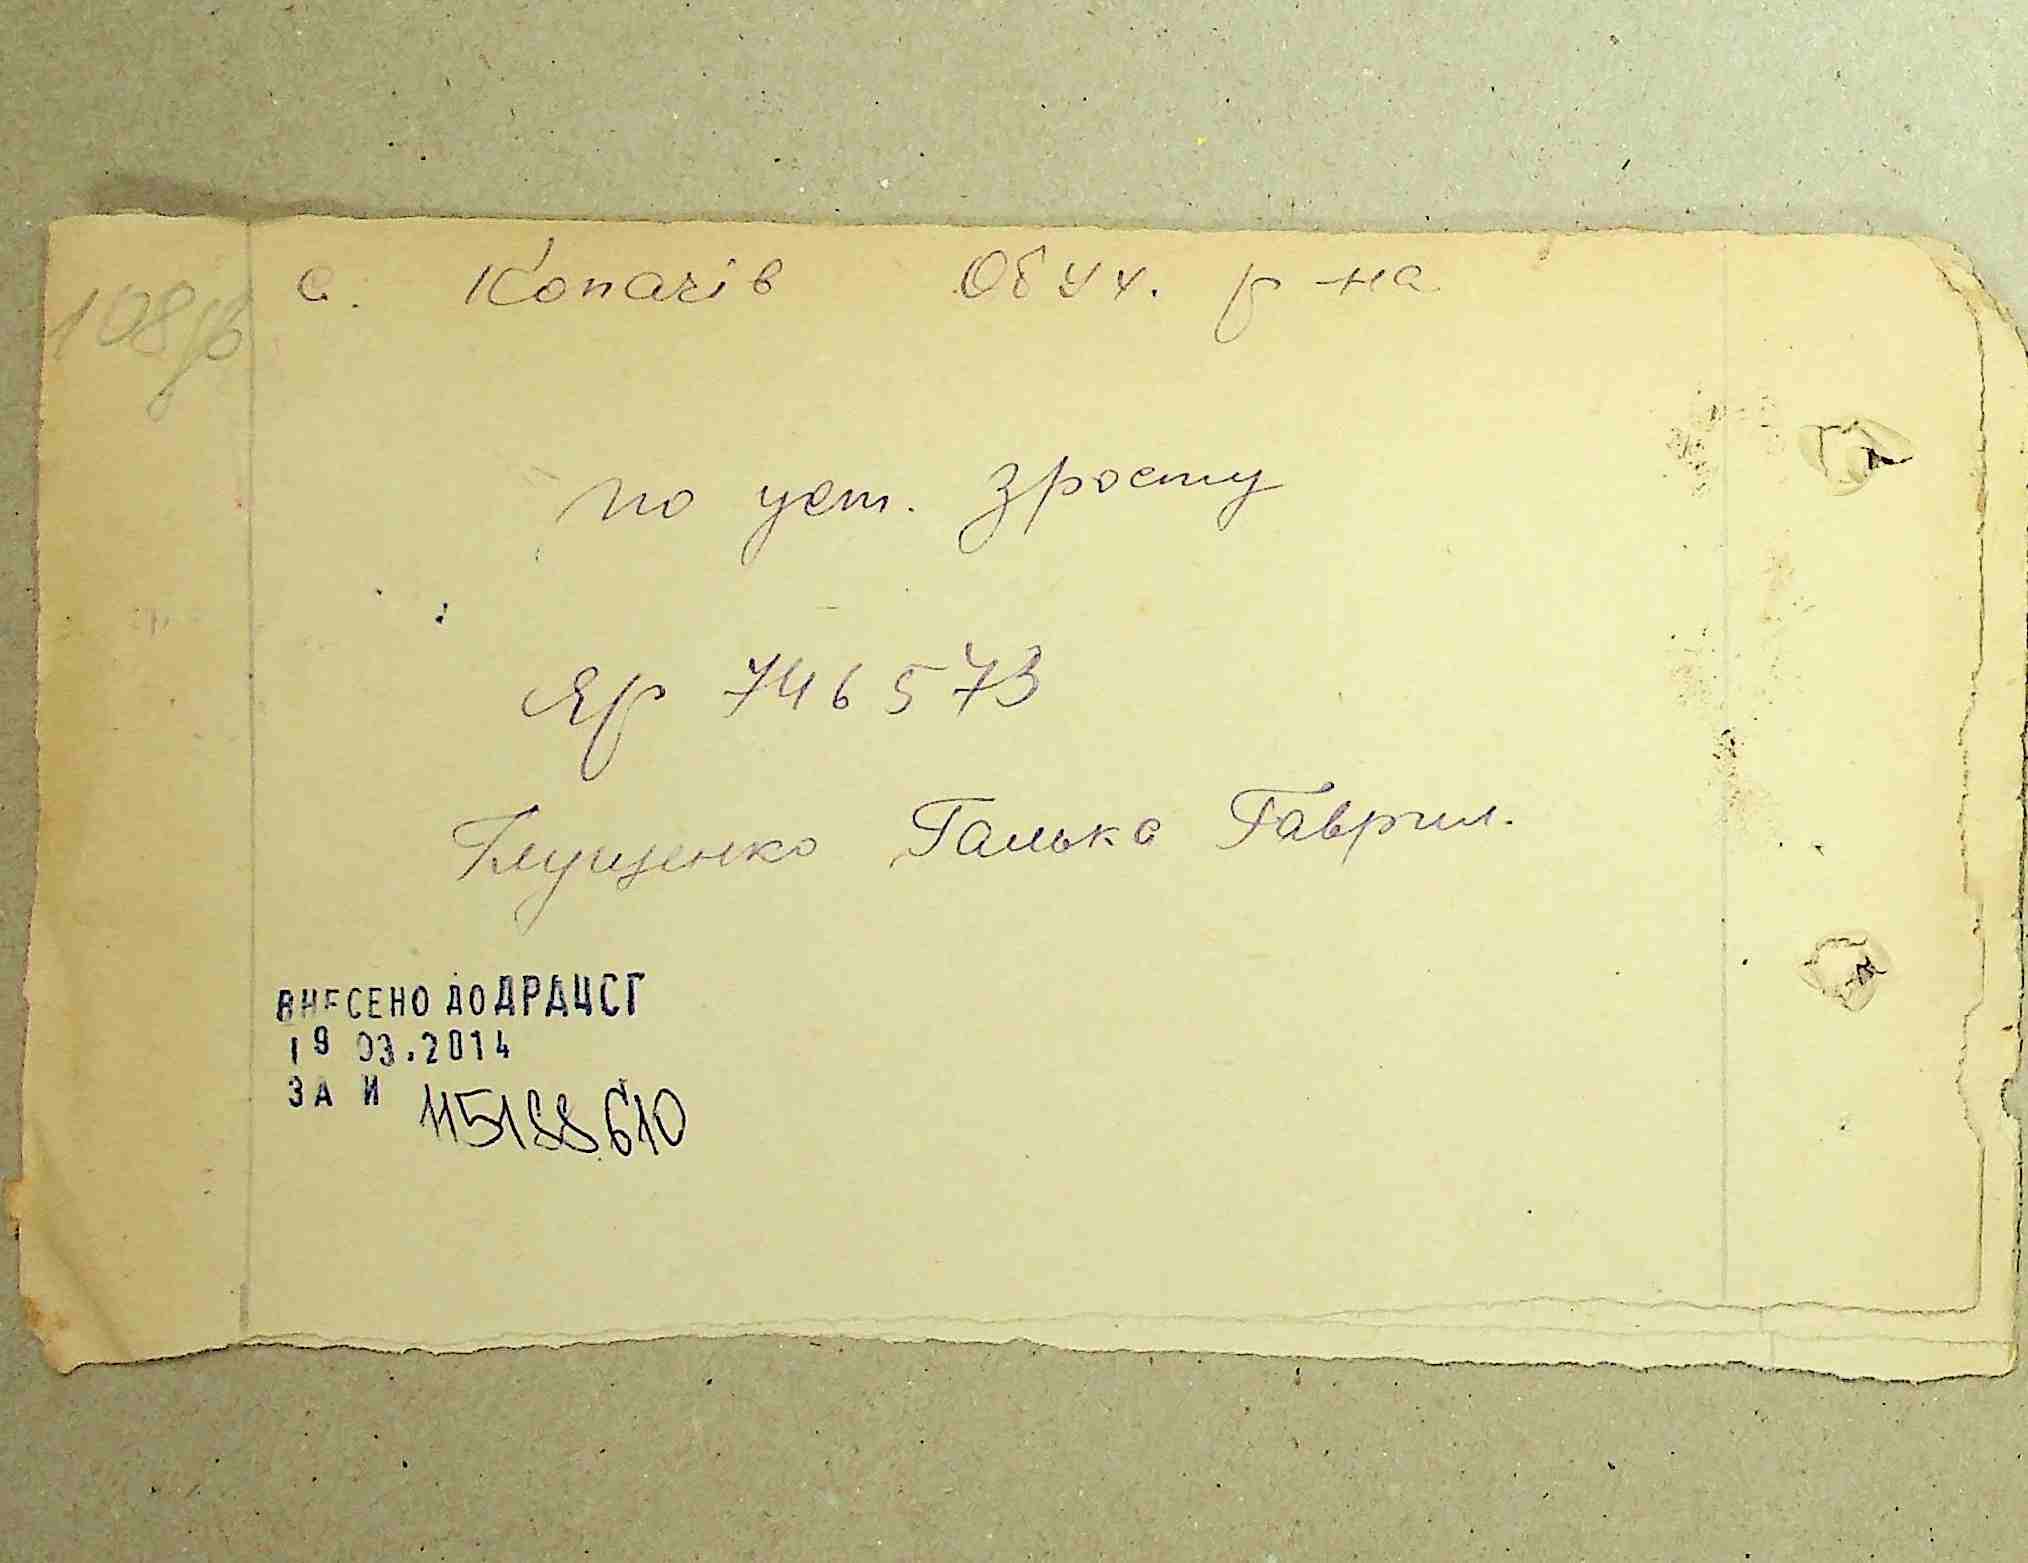 108/в
с. Копачів Обух. р-на
по уст. зросту
ЯР 746573
Глущенко Галька Гаврил.
ВНЕСЕНО ДО ДРАЦСГ
19 03.2014
ЗА И 115188610